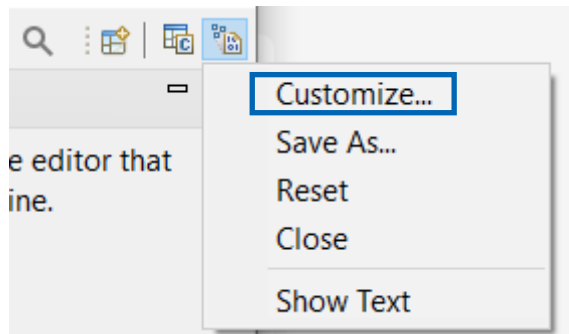 Customize...
Save As...
e editor that
ine.
Reset
Close
Show Text